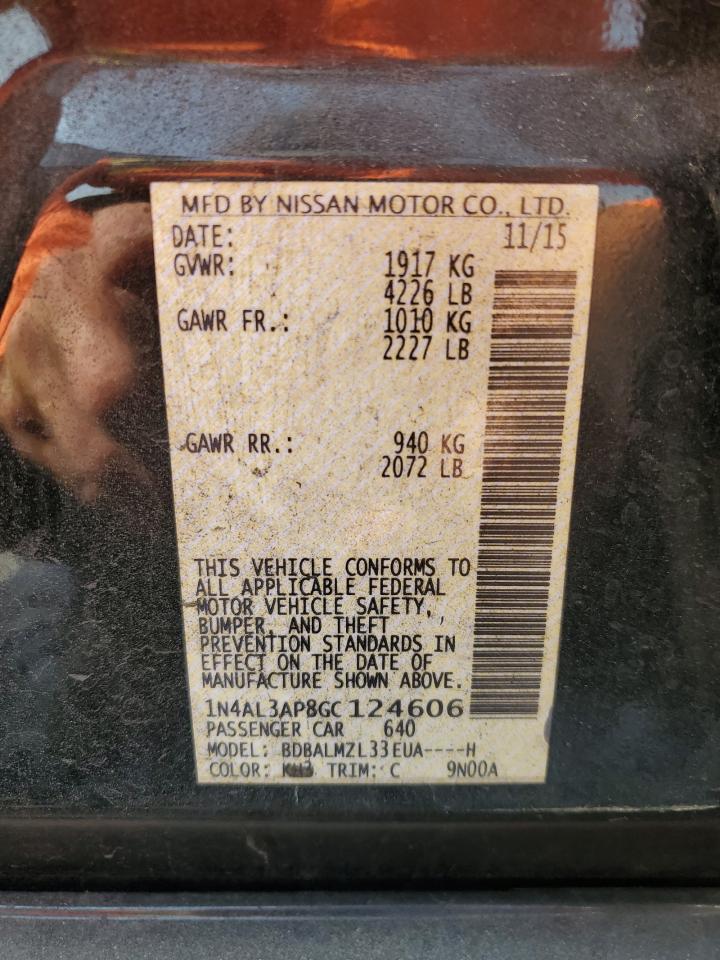 MFD BY NISSAN MOTOR CO., LTD.
DATE: 11/15
GVWR: 1917 KG
4226 LB
GAWR FR.: 1010 KG
2227 LB
GAWR RR.: 940 KG
2072 LB
THIS VEHICLE CONFORMS TO
ALL APPLICABLE FEDERAL
MOTOR VEHICLE SAFETY,
BUMPER, AND THEFT
PREVENTION STANDARDS IN
EFFECT ON THE DATE OF
MANUFACTURE SHOWN ABOVE.
1N4AL3AP8GC 124606
PASSENGER CAR 640
MODEL: BDBALMZL33EUA----H
COLOR: KH3 TRIM: C 9N00A